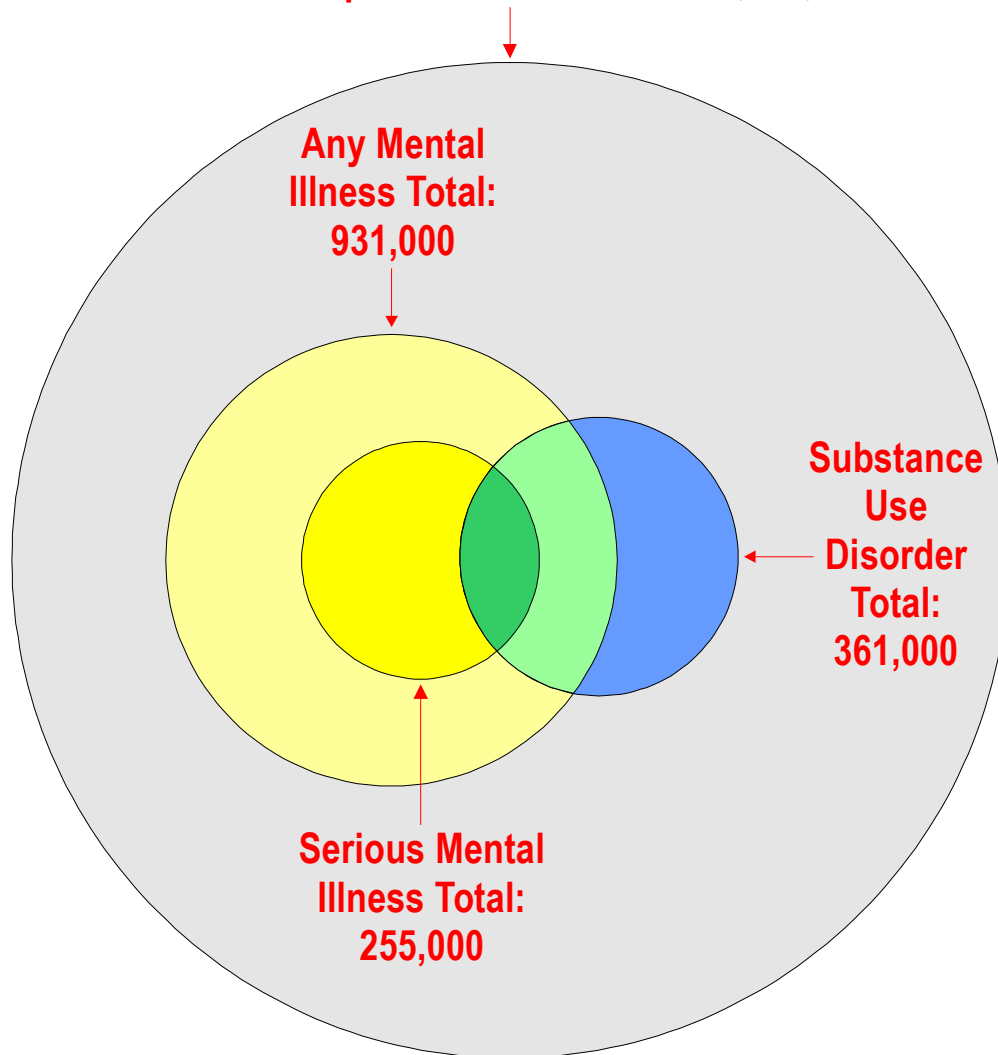 Any Mental
Illness Total:
931,000
Substance
Use
Disorder
Total:
361,000
Serious Mental
Illness Total:
255,000